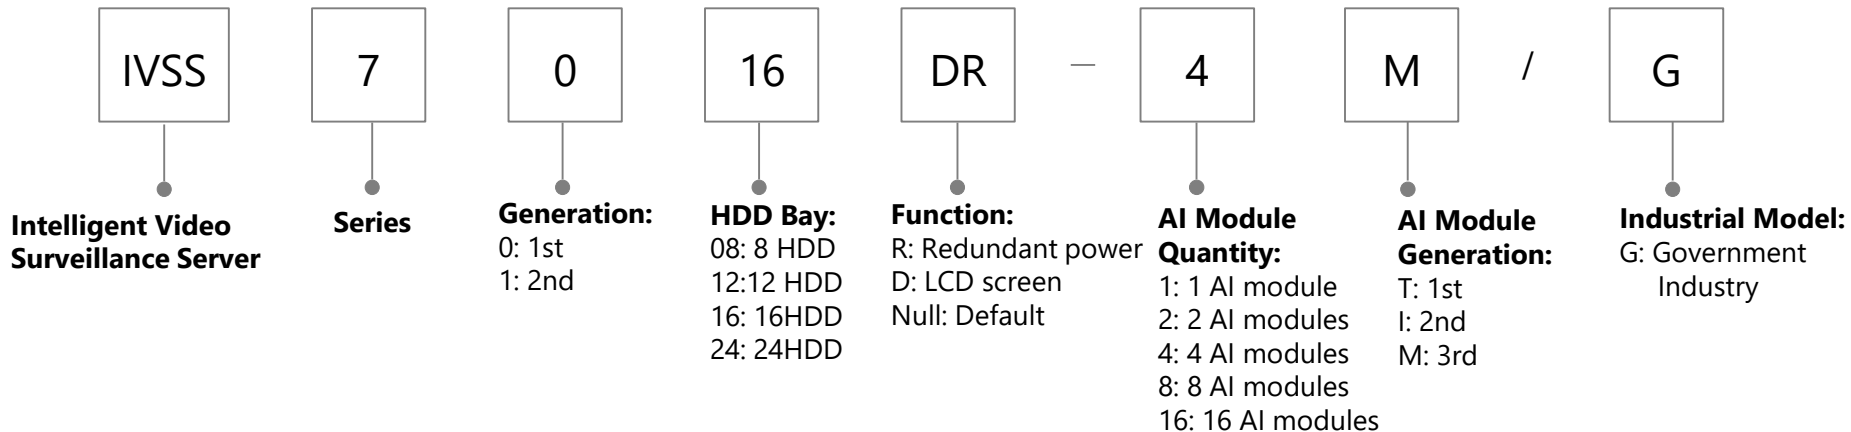 IVSS 7 0 16 DR — 4 M / G
Intelligent Video
Surveillance Server
Series
Generation:
0: 1st
1: 2nd
HDD Bay:
08: 8 HDD
12:12 HDD
16: 16HDD
24: 24HDD
Function:
R: Redundant power
D: LCD screen
Null: Default
AI Module
Quantity:
1: 1 AI module
2: 2 AI modules
4: 4 AI modules
8: 8 AI modules
16: 16 AI modules
AI Module
Generation:
T: 1st
I: 2nd
M: 3rd
Industrial Model:
G: Government
Industry